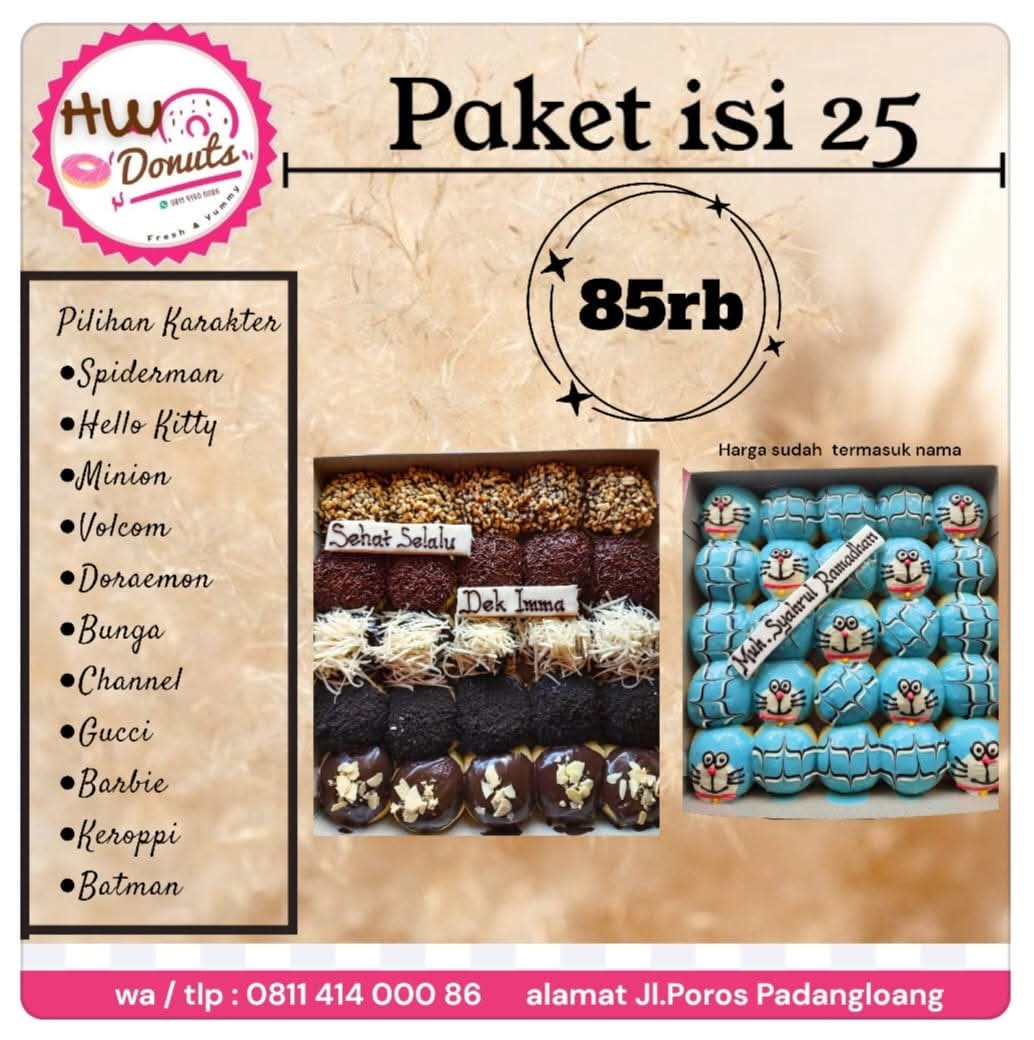 HW
Donuts
Fresh & Yummy
Paket isi 25
85rb
Pilihan Karakter
•Spiderman
•Hello Kitty
•Minion
•Volcom
•Doraemon
•Bunga
•Channel
•Gucci
•Barbie
•Keroppi
•Batman
Harga sudah termasuk nama
Sehat Selalu
Dek Imma
Muh. Syahrul Ramadhan
wa / tlp : 0811 414 000 86
alamat Jl.Poros Padangloang